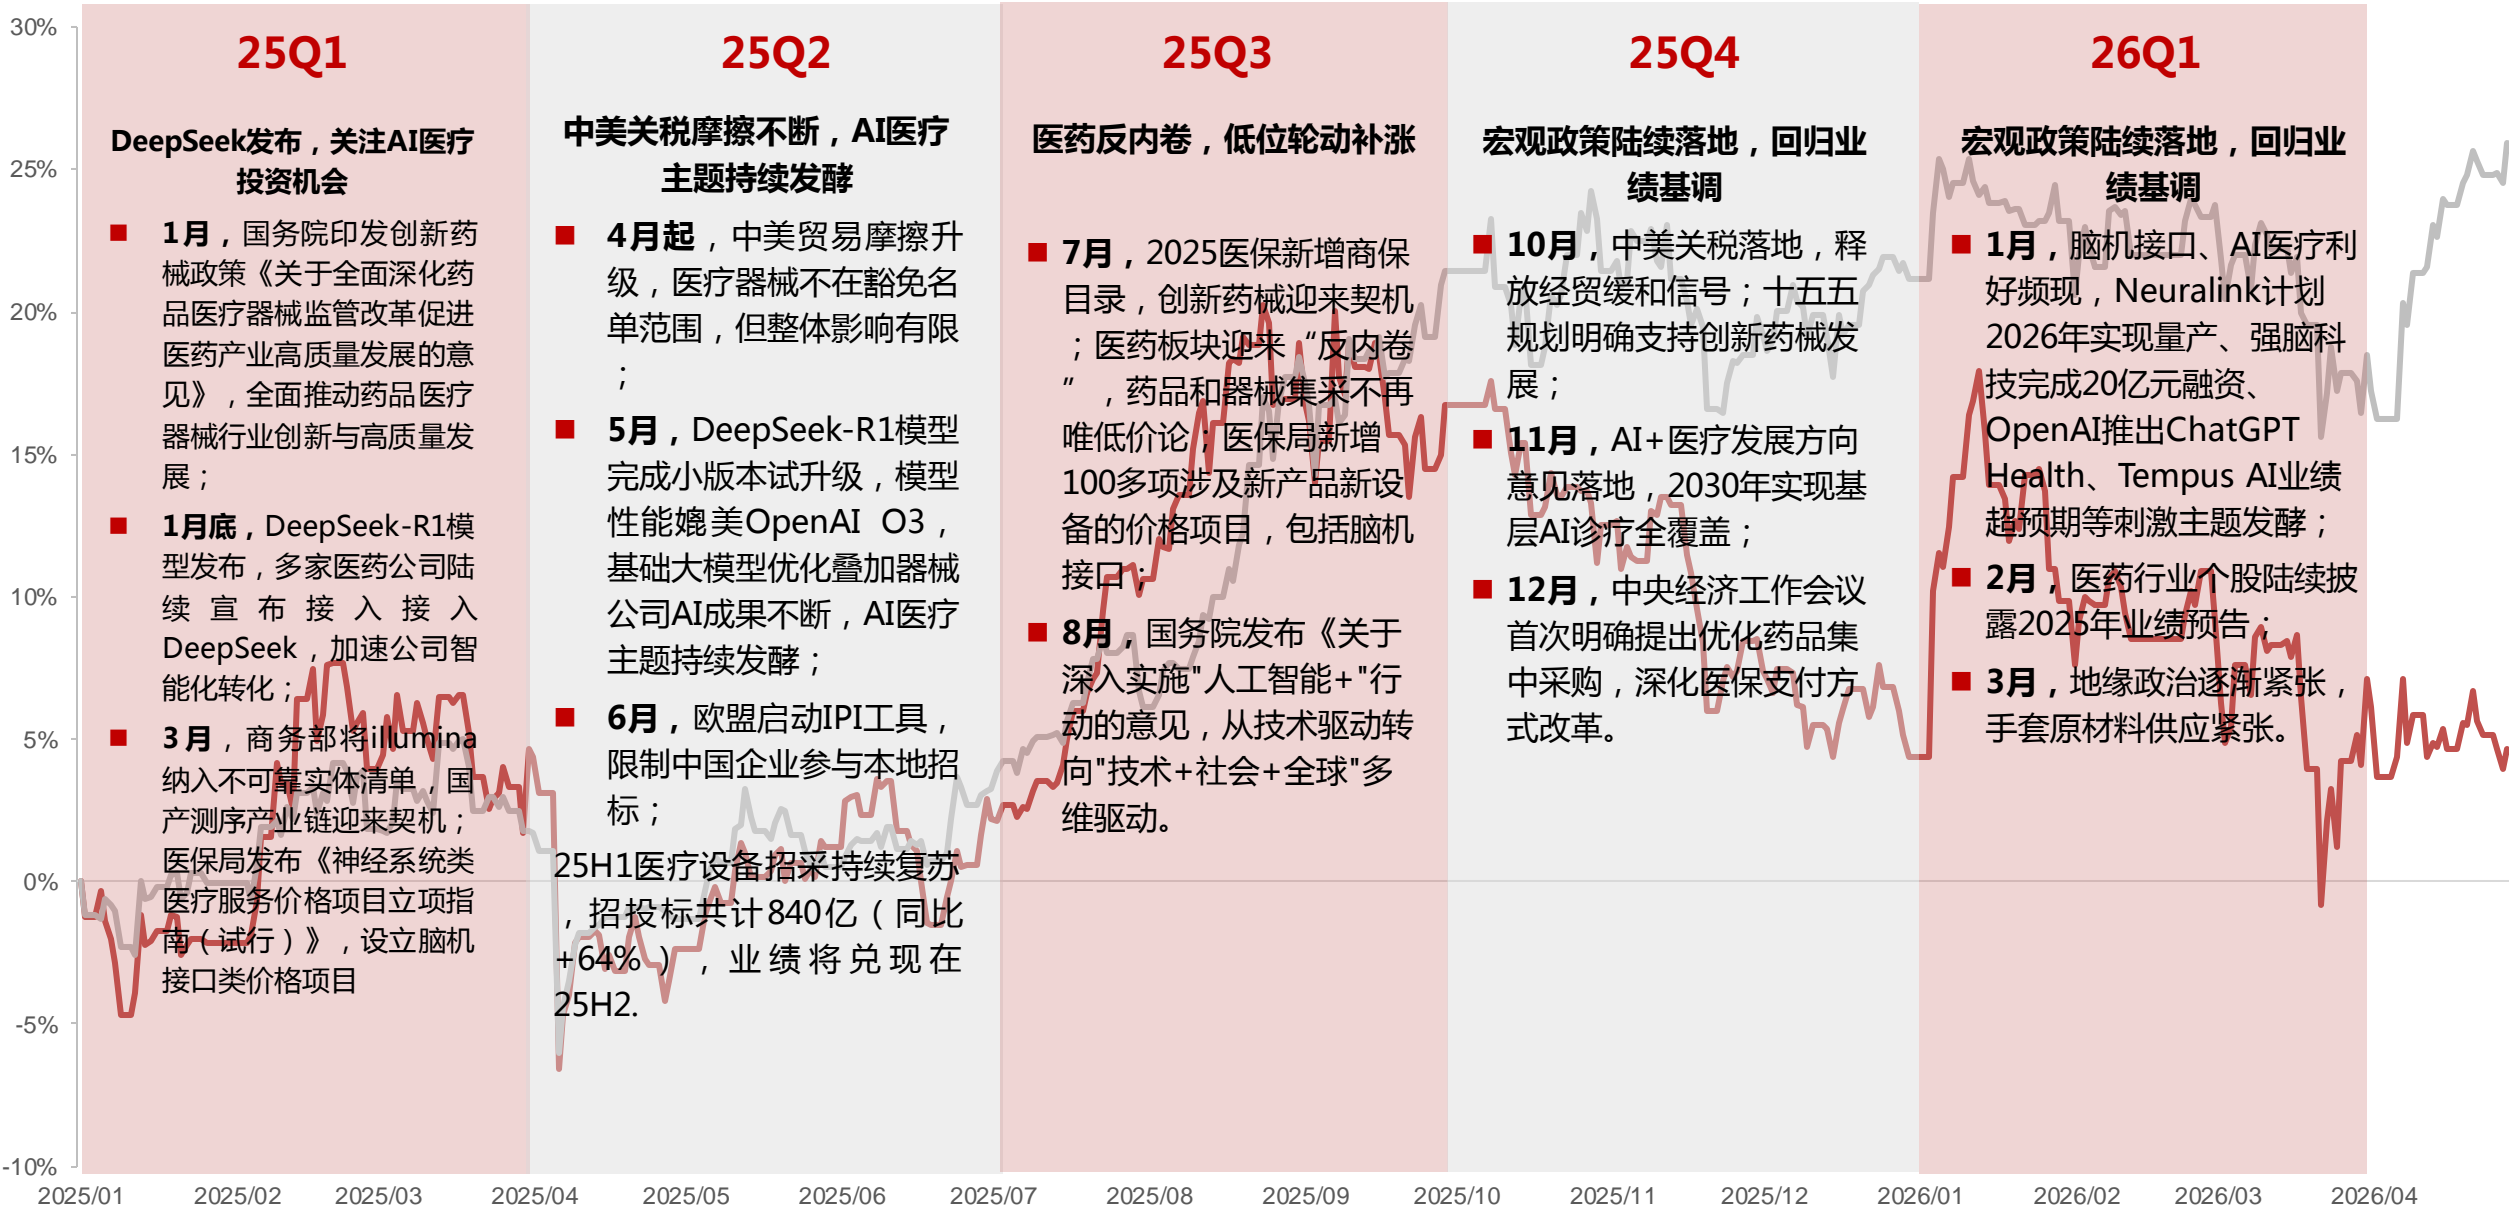 30%
25%
20%
15%
10%
5%
0%
-5%
-10%
25Q1
DeepSeek发布，关注AI医疗
投资机会
■ 1月，国务院印发创新药
械政策《关于全面深化药
品医疗器械监管改革促进
医药产业高质量发展的意
见》，全面推动药品医疗
器械行业创新与高质量发
展；
■ 1月底，DeepSeek-R1模
型发布，多家医药公司陆
续宣布接入接入
DeepSeek，加速公司智
能化转化；
■ 3月，商务部将illumina
纳入不可靠实体清单，国
产测序产业链迎来契机；
医保局发布《神经系统类
医疗服务价格项目立项指
南（试行）》，设立脑机
接口类价格项目
25Q2
中美关税摩擦不断，AI医疗
主题持续发酵
■ 4月起，中美贸易摩擦升
级，医疗器械不在豁免名
单范围，但整体影响有限
；
■ 5月，DeepSeek-R1模型
完成小版本试升级，模型
性能媲美OpenAI O3，
基础大模型优化叠加器械
公司AI成果不断，AI医疗
主题持续发酵；
■ 6月，欧盟启动IPI工具，
限制中国企业参与本地招
标；
25H1医疗设备招采持续复苏
，招投标共计840亿（同比
+64%），业绩将兑现在
25H2.
25Q3
医药反内卷，低位轮动补涨
■ 7月，2025医保新增商保
目录，创新药械迎来契机
；医药板块迎来“反内卷
”，药品和器械集采不再
唯低价论；医保局新增
100多项涉及新产品新设
备的价格项目，包括脑机
接口；
■ 8月，国务院发布《关于
深入实施"人工智能+"行
动的意见，从技术驱动转
向"技术+社会+全球"多
维驱动。
25Q4
宏观政策陆续落地，回归业
绩基调
■ 10月，中美关税落地，释
放经贸缓和信号；十五五
规划明确支持创新药械发
展；
■ 11月，AI+医疗发展方向
意见落地，2030年实现基
层AI诊疗全覆盖；
■ 12月，中央经济工作会议
首次明确提出优化药品集
中采购，深化医保支付方
式改革。
26Q1
宏观政策陆续落地，回归业
绩基调
■ 1月，脑机接口、AI医疗利
好频现，Neuralink计划
2026年实现量产、强脑科
技完成20亿元融资、
OpenAI推出ChatGPT
Health、Tempus AI业绩
超预期等刺激主题发酵；
■ 2月，医药行业个股陆续披
露2025年业绩预告；
■ 3月，地缘政治逐渐紧张，
手套原材料供应紧张。
2025/01 2025/02 2025/03 2025/04 2025/05 2025/06 2025/07 2025/08 2025/09 2025/10 2025/11 2025/12 2026/01 2026/02 2026/03 2026/04